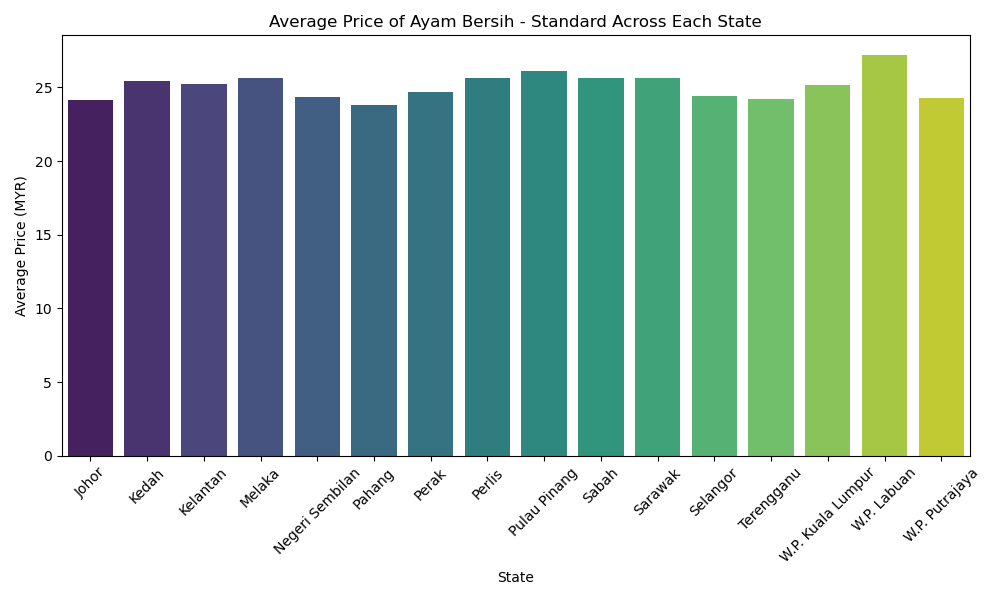 Average Price of Ayam Bersih - Standard Across Each State
Average Price (MYR)
25
20
15
10
5
0
Johor
Kedah
Kelantan
Melaka
Negeri Sembilan
Pahang
Perak
Perlis
Pulau Pinang
Sabah
Sarawak
Selangor
Terengganu
W.P. Kuala Lumpur
W.P. Labuan
W.P. Putrajaya
State